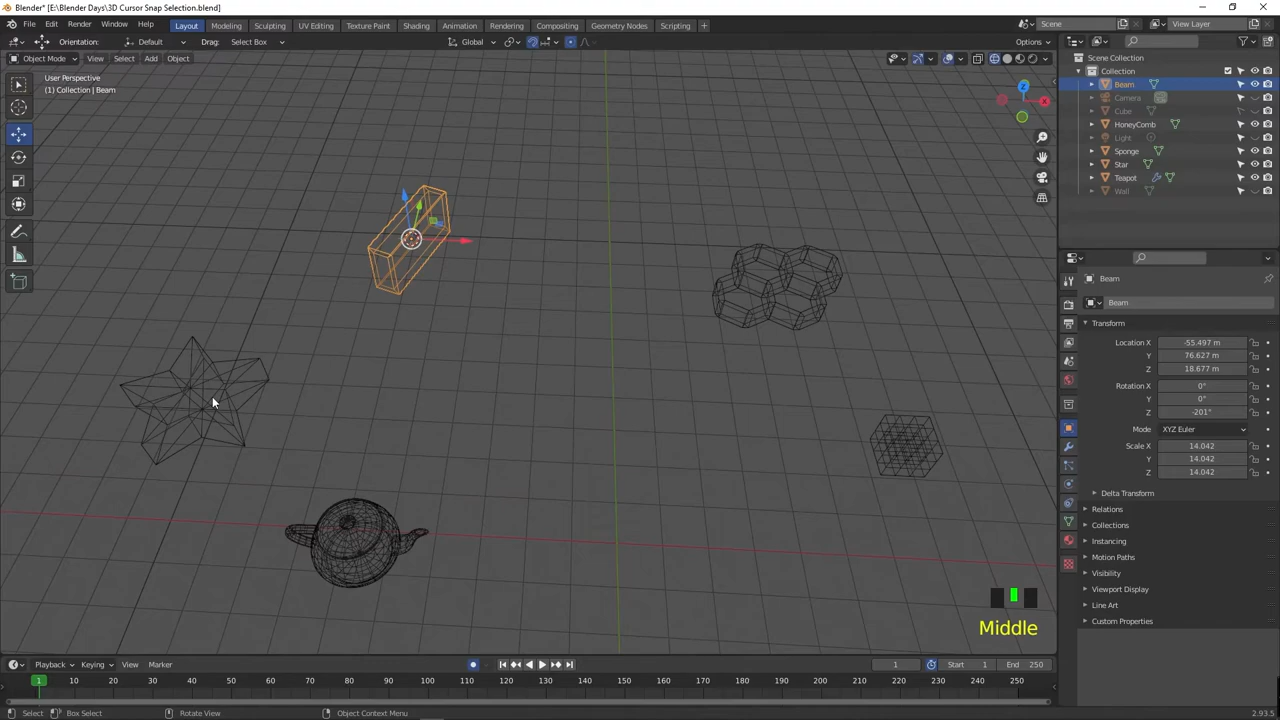 Blender* [E:\Blender Days\3D Cursor Snap Selection.blend]
File Edit Render Window Help Layout Modeling Sculpting UV Editing Texture Paint Shading Animation Rendering Compositing Geometry Nodes Scripting + Scene View Layer
Orientation: Default Drag: Select Box Global Options
Object Mode View Select Add Object
User Perspective
(1) Collection | Beam
Scene Collection
Collection
Beam
Camera
Cube
HoneyComb
Light
Sponge
Star
Teapot
Wall
X
Z
Beam
Beam
Transform
Location X -55.497 m
Y 76.627 m
Z 18.677 m
Rotation X 0°
Y 0°
Z -201°
Mode XYZ Euler
Scale X 14.042
Y 14.042
Z 14.042
Delta Transform
Relations
Collections
Instancing
Motion Paths
Visibility
Viewport Display
Line Art
Custom Properties
Middle
Playback Keying View Marker 1 Start 1 End 250
1 10 20 30 40 50 60 70 80 90 100 110 120 130 140 150 160 170 180 190 200 210 220 230 240 250
Select Box Select Rotate View Object Context Menu 2.93.5